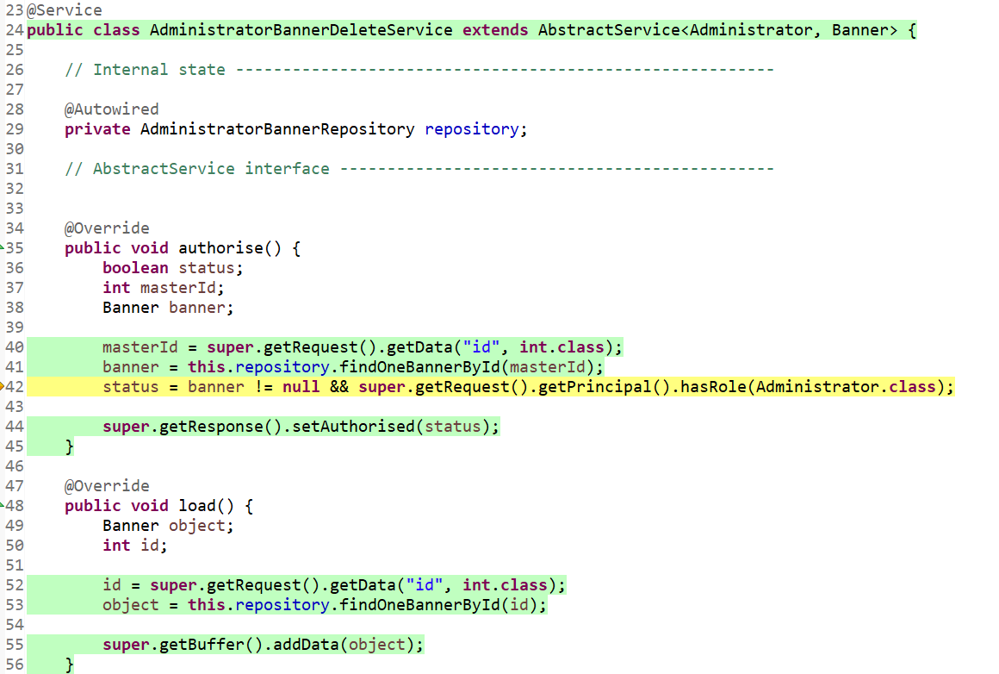 23 @Service
24 public class AdministratorBannerDeleteService extends AbstractService<Administrator, Banner> {
25
26     // Internal state ---------------------------------------------------------
27
28     @Autowired
29     private AdministratorBannerRepository repository;
30
31     // AbstractService interface ----------------------------------------------
32
33
34     @Override
35     public void authorise() {
36         boolean status;
37         int masterId;
38         Banner banner;
39
40         masterId = super.getRequest().getData("id", int.class);
41         banner = this.repository.findOneBannerById(masterId);
42         status = banner != null && super.getRequest().getPrincipal().hasRole(Administrator.class);
43
44         super.getResponse().setAuthorised(status);
45     }
46
47     @Override
48     public void load() {
49         Banner object;
50         int id;
51
52         id = super.getRequest().getData("id", int.class);
53         object = this.repository.findOneBannerById(id);
54
55         super.getBuffer().addData(object);
56     }